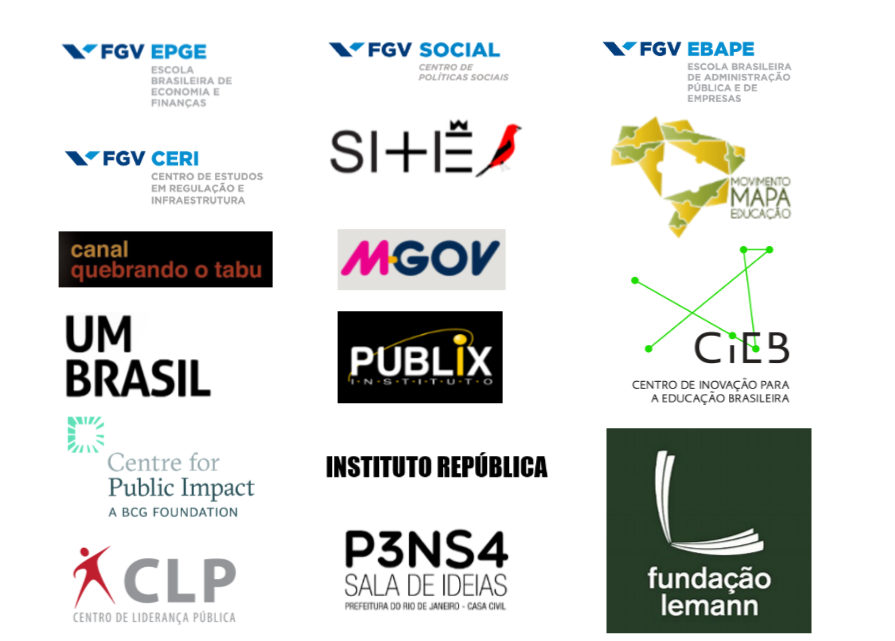 FGV EPGE
ESCOLA
BRASILEIRA DE
ECONOMIA E
FINANÇAS
FGV SOCIAL
CENTRO DE
POLÍTICAS SOCIAIS
FGV EBAPE
ESCOLA BRASILEIRA
DE ADMINISTRAÇÃO
PÚBLICA E DE
EMPRESAS
FGV CERI
CENTRO DE ESTUDOS
EM REGULAÇÃO E
INFRAESTRUTURA
MOVIMENTO
MAPA
EDUCAÇÃO
canal
quebrando o tabu
MGOV
UM
BRASIL
PUBLIX
I·N·S·T·I·T·U·T·O
CiEB
CENTRO DE INOVAÇÃO PARA
A EDUCAÇÃO BRASILEIRA
Centre for
Public Impact
A BCG FOUNDATION
INSTITUTO REPÚBLICA
fundação
lemann
CLP
CENTRO DE LIDERANÇA PÚBLICA
P3NS4
SALA DE IDEIAS
PREFEITURA DO RIO DE JANEIRO - CASA CIVIL